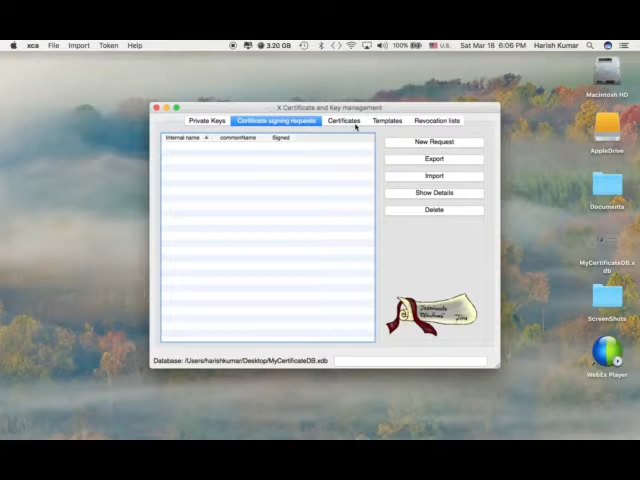 xca File Import Token Help 3.20 GB 100% U.S. Sat Mar 18 6:06 PM Harish Kumar
X Certificate and Key management
Private Keys Certificate signing requests Certificates Templates Revocation lists
Internal name commonName Signed
New Request
Export
Import
Show Details
Delete
Database: /Users/harishkumar/Desktop/MyCertificateDB.xdb
Macintosh HD
AppleDrive
Documents
MyCertificateDB.x
db
ScreenShots
WebEx Player